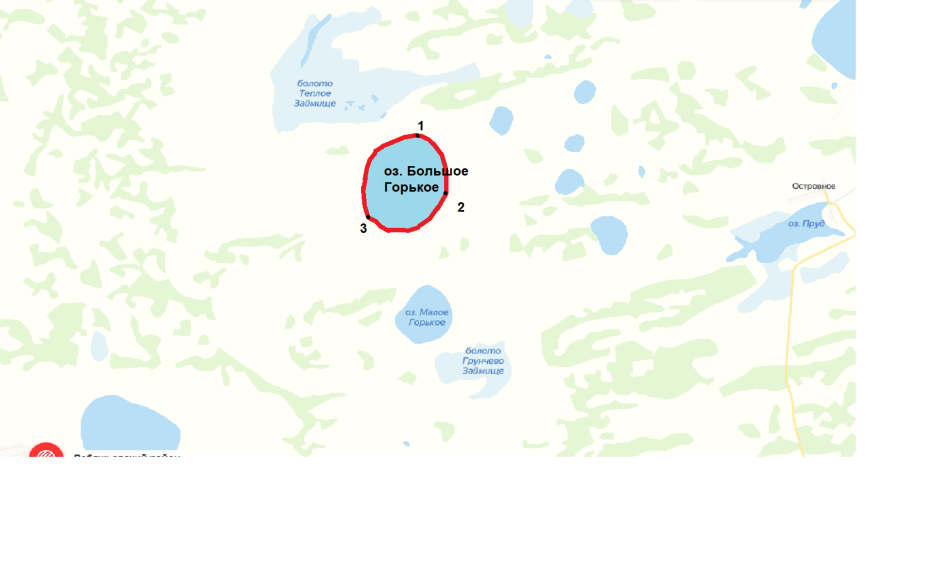 болото
Теплое
Займище
1
оз. Большое
Горькое
2
3
Островное
оз. Пруд
оз. Малое
Горькое
болото
Грунчево
Займище